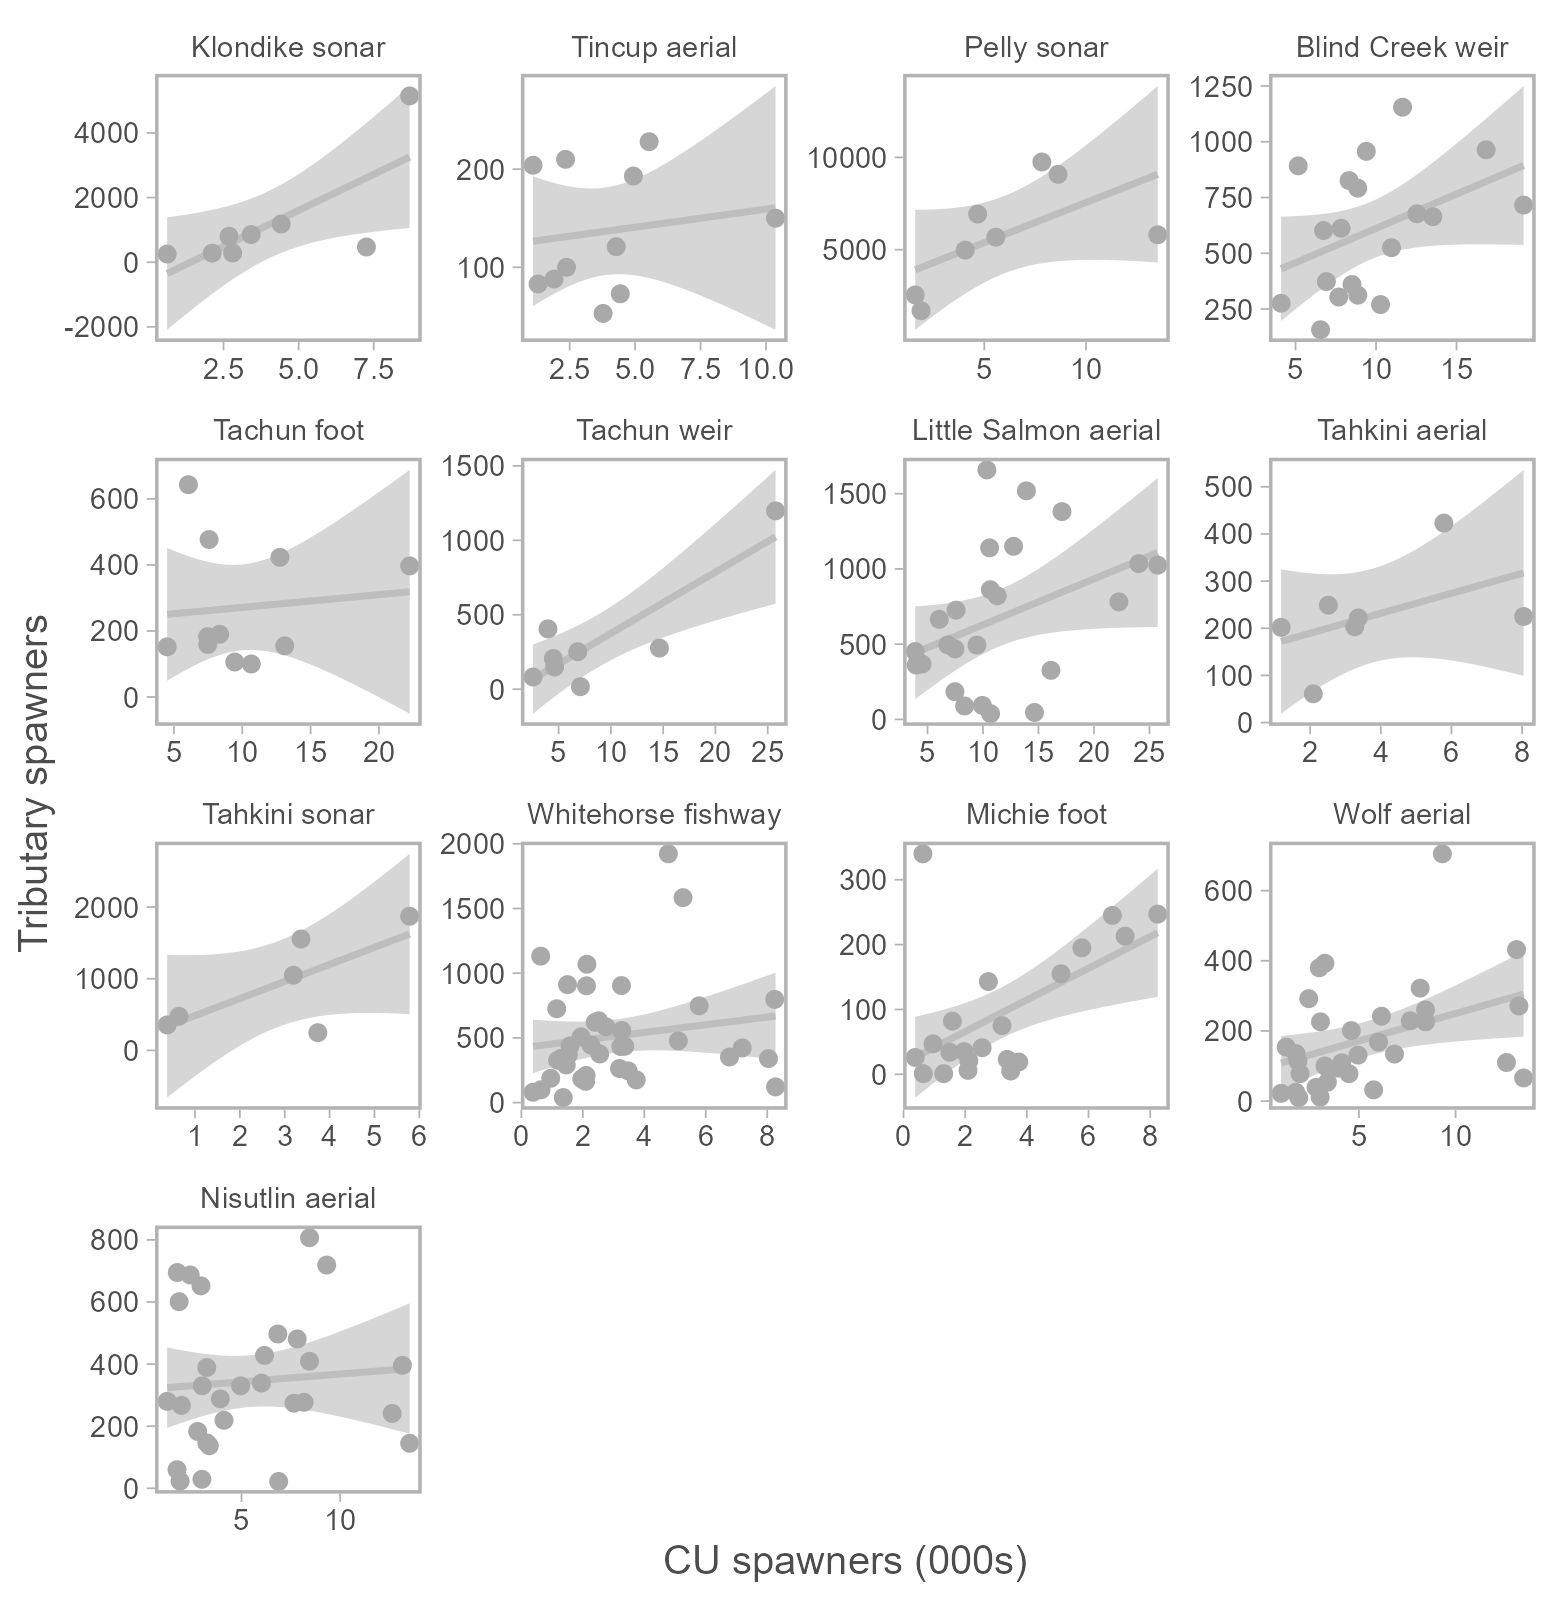 Klondike sonar Tincup aerial Pelly sonar Blind Creek weir
4000 2000 0 -2000
200 100
10000 5000
1250 1000 750 500 250
2.5 5.0 7.5
2.5 5.0 7.5 10.0
5 10
5 10 15
Tachun foot Tachun weir Little Salmon aerial Tahkini aerial
600 400 200 0
1500 1000 500 0
1500 1000 500 0
500 400 300 200 100 0
5 10 15 20
5 10 15 20 25
5 10 15 20 25
2 4 6 8
Tahkini sonar Whitehorse fishway Michie foot Wolf aerial
2000 1000 0
2000 1500 1000 500 0
300 200 100 0
600 400 200 0
1 2 3 4 5 6
0 2 4 6 8
0 2 4 6 8
5 10
Nisutlin aerial
800 600 400 200 0
5 10
Tributary spawners
CU spawners (000s)